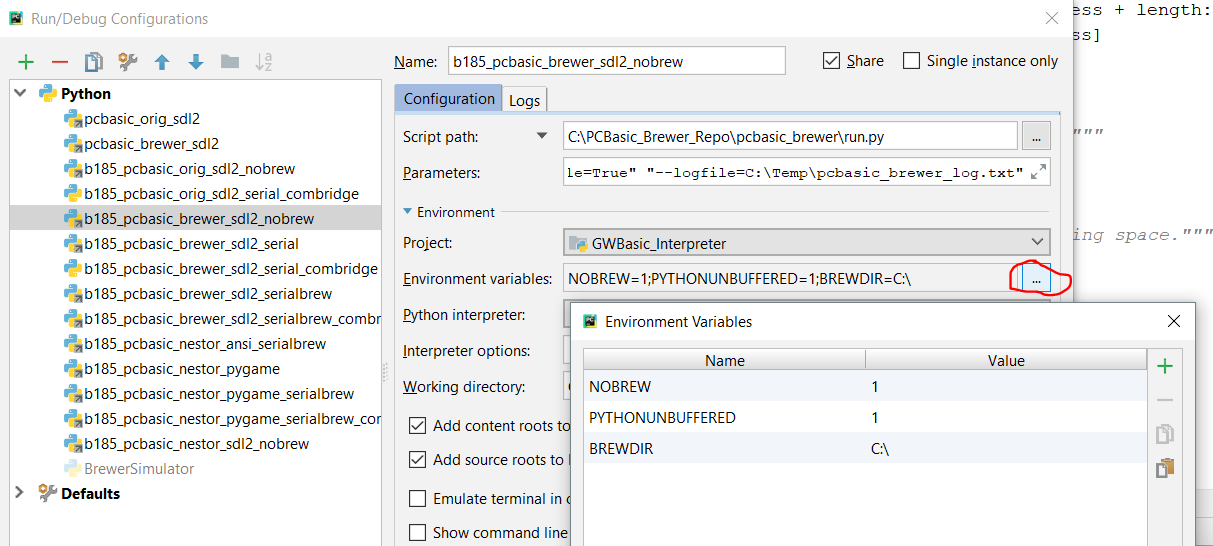 Run/Debug Configurations
ess + length:
ss]
"""
ing space."""
Name: b185_pcbasic_brewer_sdl2_nobrew Share Single instance only
Python
pcbasic_orig_sdl2
pcbasic_brewer_sdl2
b185_pcbasic_orig_sdl2_nobrew
b185_pcbasic_orig_sdl2_serial_combridge
b185_pcbasic_brewer_sdl2_nobrew
b185_pcbasic_brewer_sdl2_serial
b185_pcbasic_brewer_sdl2_serial_combridge
b185_pcbasic_brewer_sdl2_serialbrew
b185_pcbasic_brewer_sdl2_serialbrew_combr
b185_pcbasic_nestor_ansi_serialbrew
b185_pcbasic_nestor_pygame
b185_pcbasic_nestor_pygame_serialbrew
b185_pcbasic_nestor_pygame_serialbrew_cor
b185_pcbasic_nestor_sdl2_nobrew
BrewerSimulator
Defaults
Configuration Logs
Script path: C:\PCBasic_Brewer_Repo\pcbasic_brewer\run.py ...
Parameters: le=True" "--logfile=C:\Temp\pcbasic_brewer_log.txt"
Environment
Project: GWBasic_Interpreter
Environment variables: NOBREW=1;PYTHONUNBUFFERED=1;BREWDIR=C:\ ...
Python interpreter:
Interpreter options:
Working directory:
Add content roots to
Add source roots to
Emulate terminal in
Show command line
Environment Variables
Name Value
NOBREW 1
PYTHONUNBUFFERED 1
BREWDIR C:\